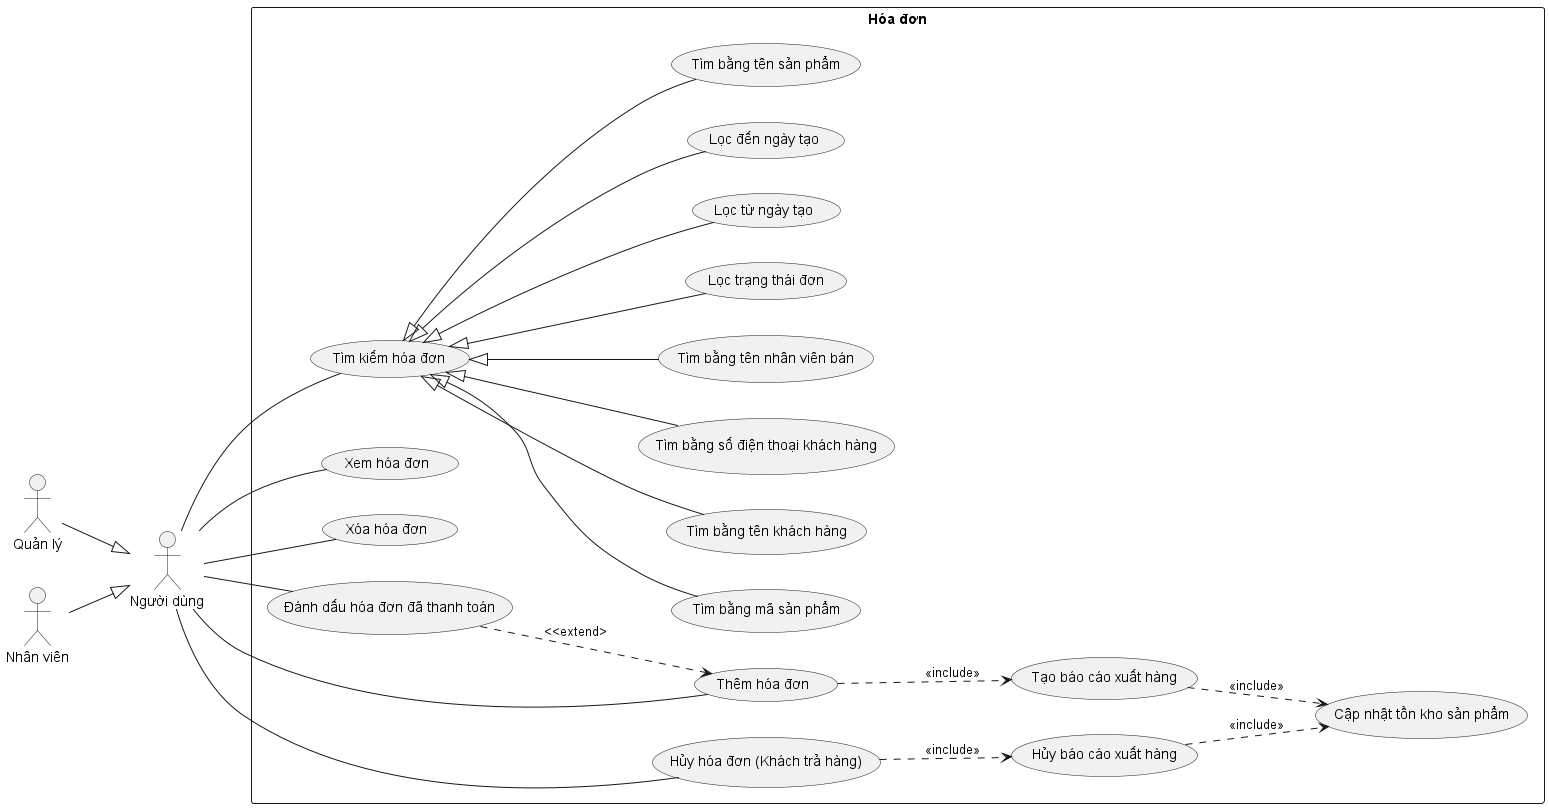 Hóa đơn
Tìm bằng tên sản phẩm
Lọc đến ngày tạo
Lọc từ ngày tạo
Lọc trạng thái đơn
Tìm kiếm hóa đơn
Tìm bằng tên nhân viên bán
Tìm bằng số điện thoại khách hàng
Xem hóa đơn
Tìm bằng tên khách hàng
Xóa hóa đơn
Quản lý
Người dùng
Đánh dấu hóa đơn đã thanh toán
Tìm bằng mã sản phẩm
<<extend>
Nhân viên
Thêm hóa đơn
«include»
Tạo báo cáo xuất hàng
«include»
Cập nhật tồn kho sản phẩm
«include»
Hủy hóa đơn (Khách trả hàng)
«include»
Hủy báo cáo xuất hàng